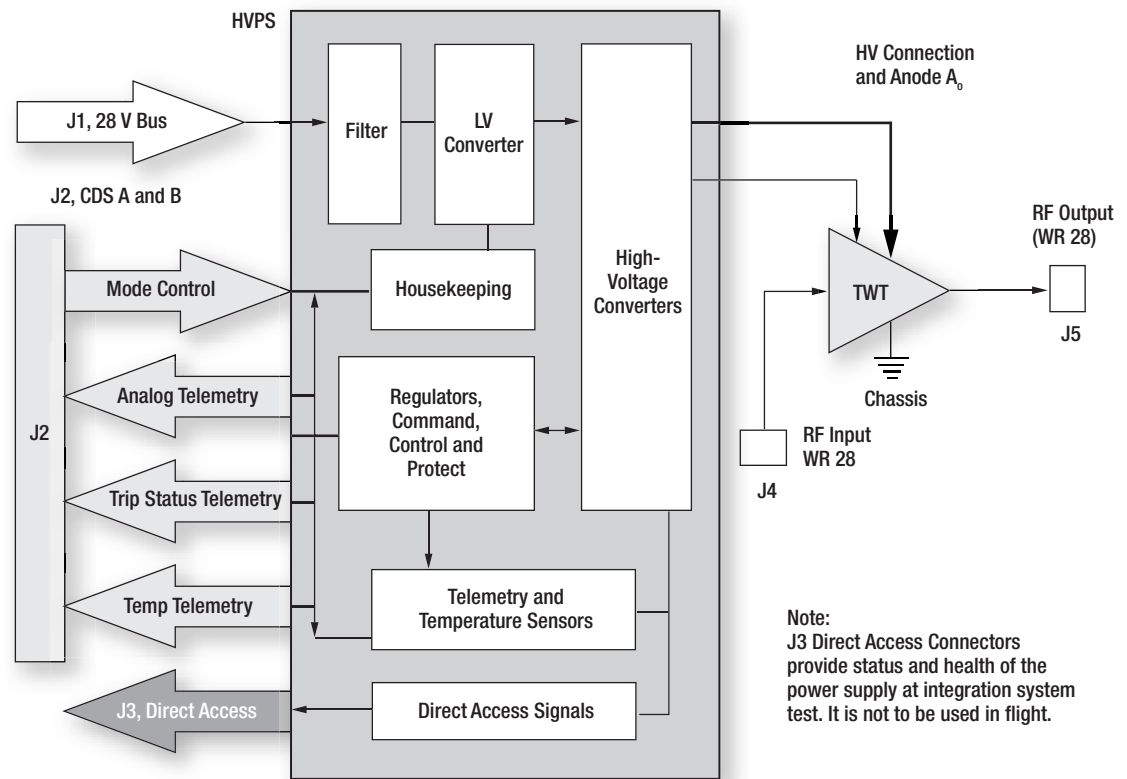 HVPS
J1, 28 V Bus
Filter
LV
Converter
HV Connection
and Anode A₀
J2, CDS A and B
RF Output
(WR 28)
Mode Control
Housekeeping
High-
Voltage
Converters
TWT
J5
Analog Telemetry
Regulators,
Command,
Control and
Protect
Chassis
J2
RF Input
WR 28
J4
Trip Status Telemetry
Temp Telemetry
Telemetry and
Temperature Sensors
J3, Direct Access
Direct Access Signals
Note:
J3 Direct Access Connectors
provide status and health of the
power supply at integration system
test. It is not to be used in flight.